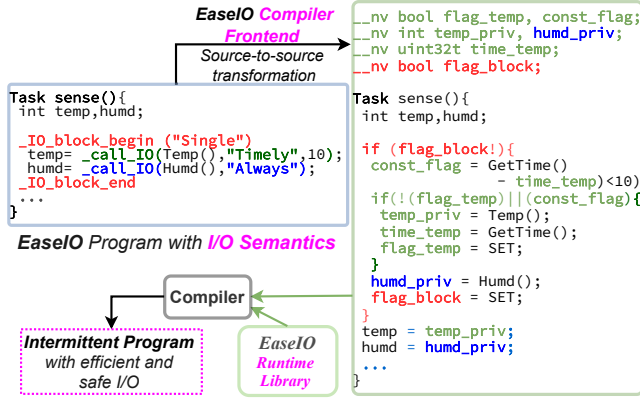 EaseIO Compiler
Frontend
Source-to-source
transformation
Task sense(){
int temp,humd;
_IO_block_begin ("Single")
temp= _call_IO(Temp(),"Timely",10);
humd= _call_IO(Humd(),"Always");
_IO_block_end
...
}
EaseIO Program with I/O Semantics
__nv bool flag_temp, const_flag;
__nv int temp_priv, humd_priv;
__nv uint32t time_temp;
__nv bool flag_block;
Task sense(){
int temp,humd;
if (flag_block!){
const_flag = GetTime()
- time_temp)<10)
if(!(flag_temp)||(const_flag){
temp_priv = Temp();
time_temp = GetTime();
flag_temp = SET;
}
humd_priv = Humd();
flag_block = SET;
}
temp = temp_priv;
humd = humd_priv;
...
}
Compiler
Intermittent Program
with efficient and
safe I/O
EaseIO
Runtime
Library